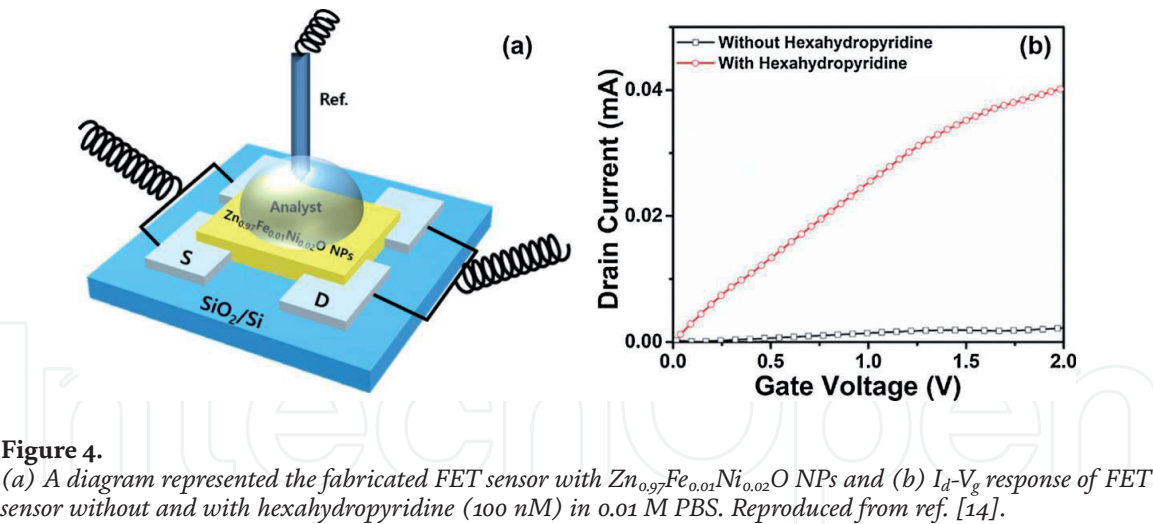 (a)
Ref.
Analyst
Zn0.97Fe0.01Ni0.02O NPs
S
D
SiO2/Si
(b)
Without Hexahydropyridine
With Hexahydropyridine
Drain Current (mA)
0.04
0.02
0.00
0.0 0.5 1.0 1.5 2.0
Gate Voltage (V)
IntechOpen
Figure 4.
(a) A diagram represented the fabricated FET sensor with Zn0.97Fe0.01Ni0.02O NPs and (b) Id-Vg response of FET
sensor without and with hexahydropyridine (100 nM) in 0.01 M PBS. Reproduced from ref. [14].